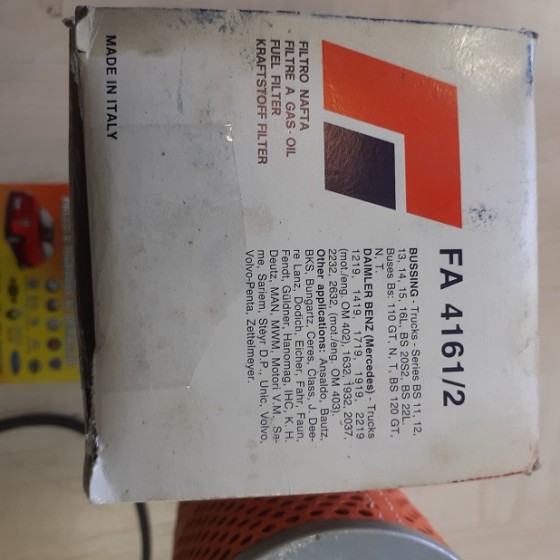 FILTRO NAFTA
FILTRE A GAS - OIL
FUEL FILTER
KRAFTSTOFF FILTER
MADE IN ITALY
FA 4161/2
BUSSING - Trucks - Series BS 11, 12,
13, 14, 15, 16L, BS 20S2, BS 22L.
Buses Bs: 110 GT, N, T, BS 120 GT,
N, T.
DAIMLER BENZ (Mercedes) - Trucks
1219, 1419, 1719, 1919, 2219
(mot./eng. OM 402), 1632, 1932, 2037,
2232, 2632, (mot./eng. OM 403).
Other applications: Ansaldo, Bautz,
BKS, Bungartz, Ceres, Class, J. Dee-
re Lanz, Dodich, Eicher, Fahr, Faun,
Fendt, Güldner, Hanomag, IHC, K. H.
Deutz, MAN, MWM, Motori V.M., Sa-
me, Sariem, Steyr D.P., Unic, Volvo,
Volvo-Penta, Zettelmeyer.